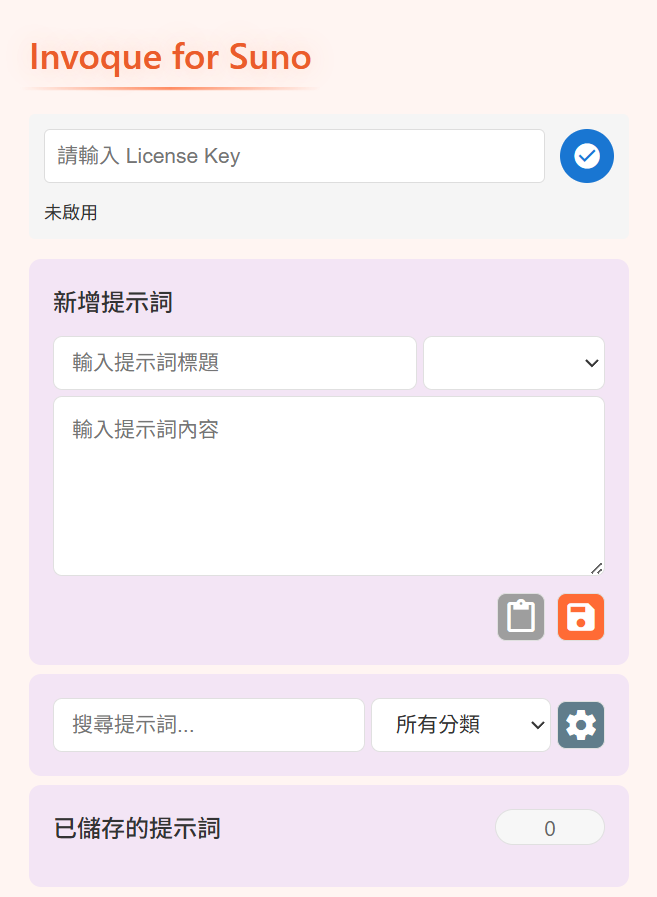 Invoque for Suno
請輸入 License Key
未啟用
新增提示詞
輸入提示詞標題
輸入提示詞內容
搜尋提示詞...
所有分類
已儲存的提示詞
0